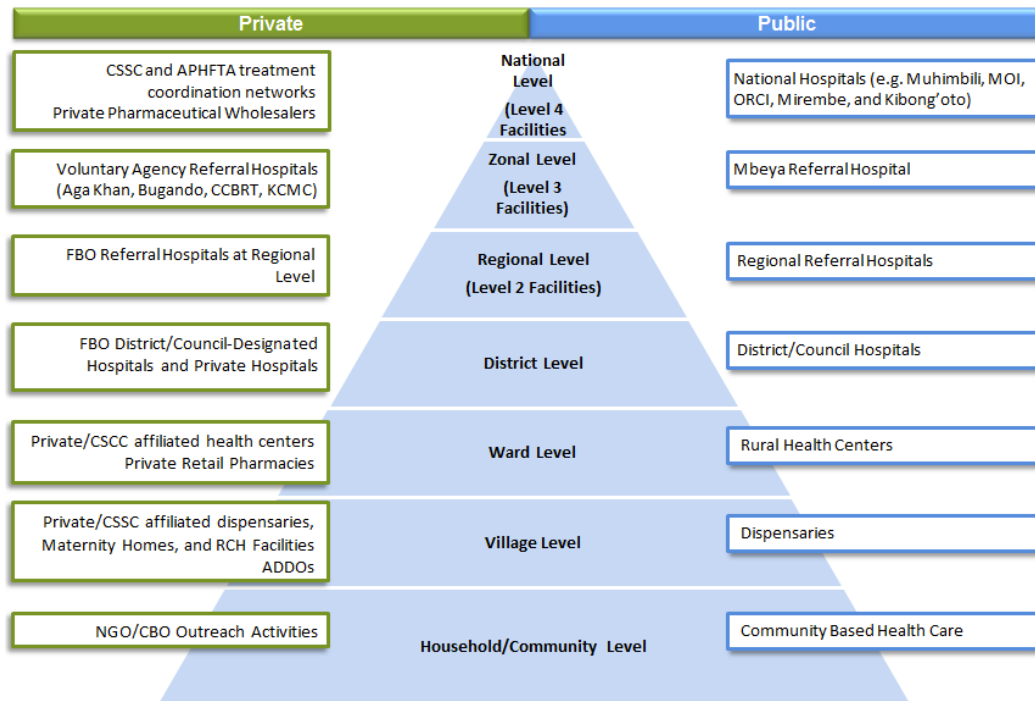 Private
Public
CSSC and APHFTA treatment
coordination networks
Private Pharmaceutical Wholesalers
National
Level
(Level 4
Facilities
National Hospitals (e.g. Muhimbili, MOI,
ORCI, Mirembe, and Kibong’oto)
Voluntary Agency Referral Hospitals
(Aga Khan, Bugando, CCBRT, KCMC)
Zonal Level
(Level 3
Facilities)
Mbeya Referral Hospital
FBO Referral Hospitals at Regional
Level
Regional Level
(Level 2 Facilities)
Regional Referral Hospitals
FBO District/Council-Designated
Hospitals and Private Hospitals
District Level
District/Council Hospitals
Private/CSCC affiliated health centers
Private Retail Pharmacies
Ward Level
Rural Health Centers
Private/CSSC affiliated dispensaries,
Maternity Homes, and RCH Facilities
ADDOs
Village Level
Dispensaries
NGO/CBO Outreach Activities
Household/Community Level
Community Based Health Care